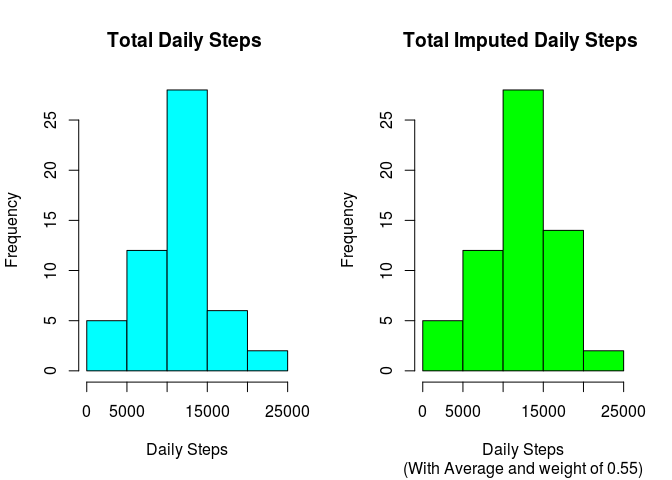 Total Daily Steps
Frequency
0
5
10
15
20
25
0 5000 15000 25000
Daily Steps
Total Imputed Daily Steps
Frequency
0
5
10
15
20
25
0 5000 15000 25000
Daily Steps
(With Average and weight of 0.55)